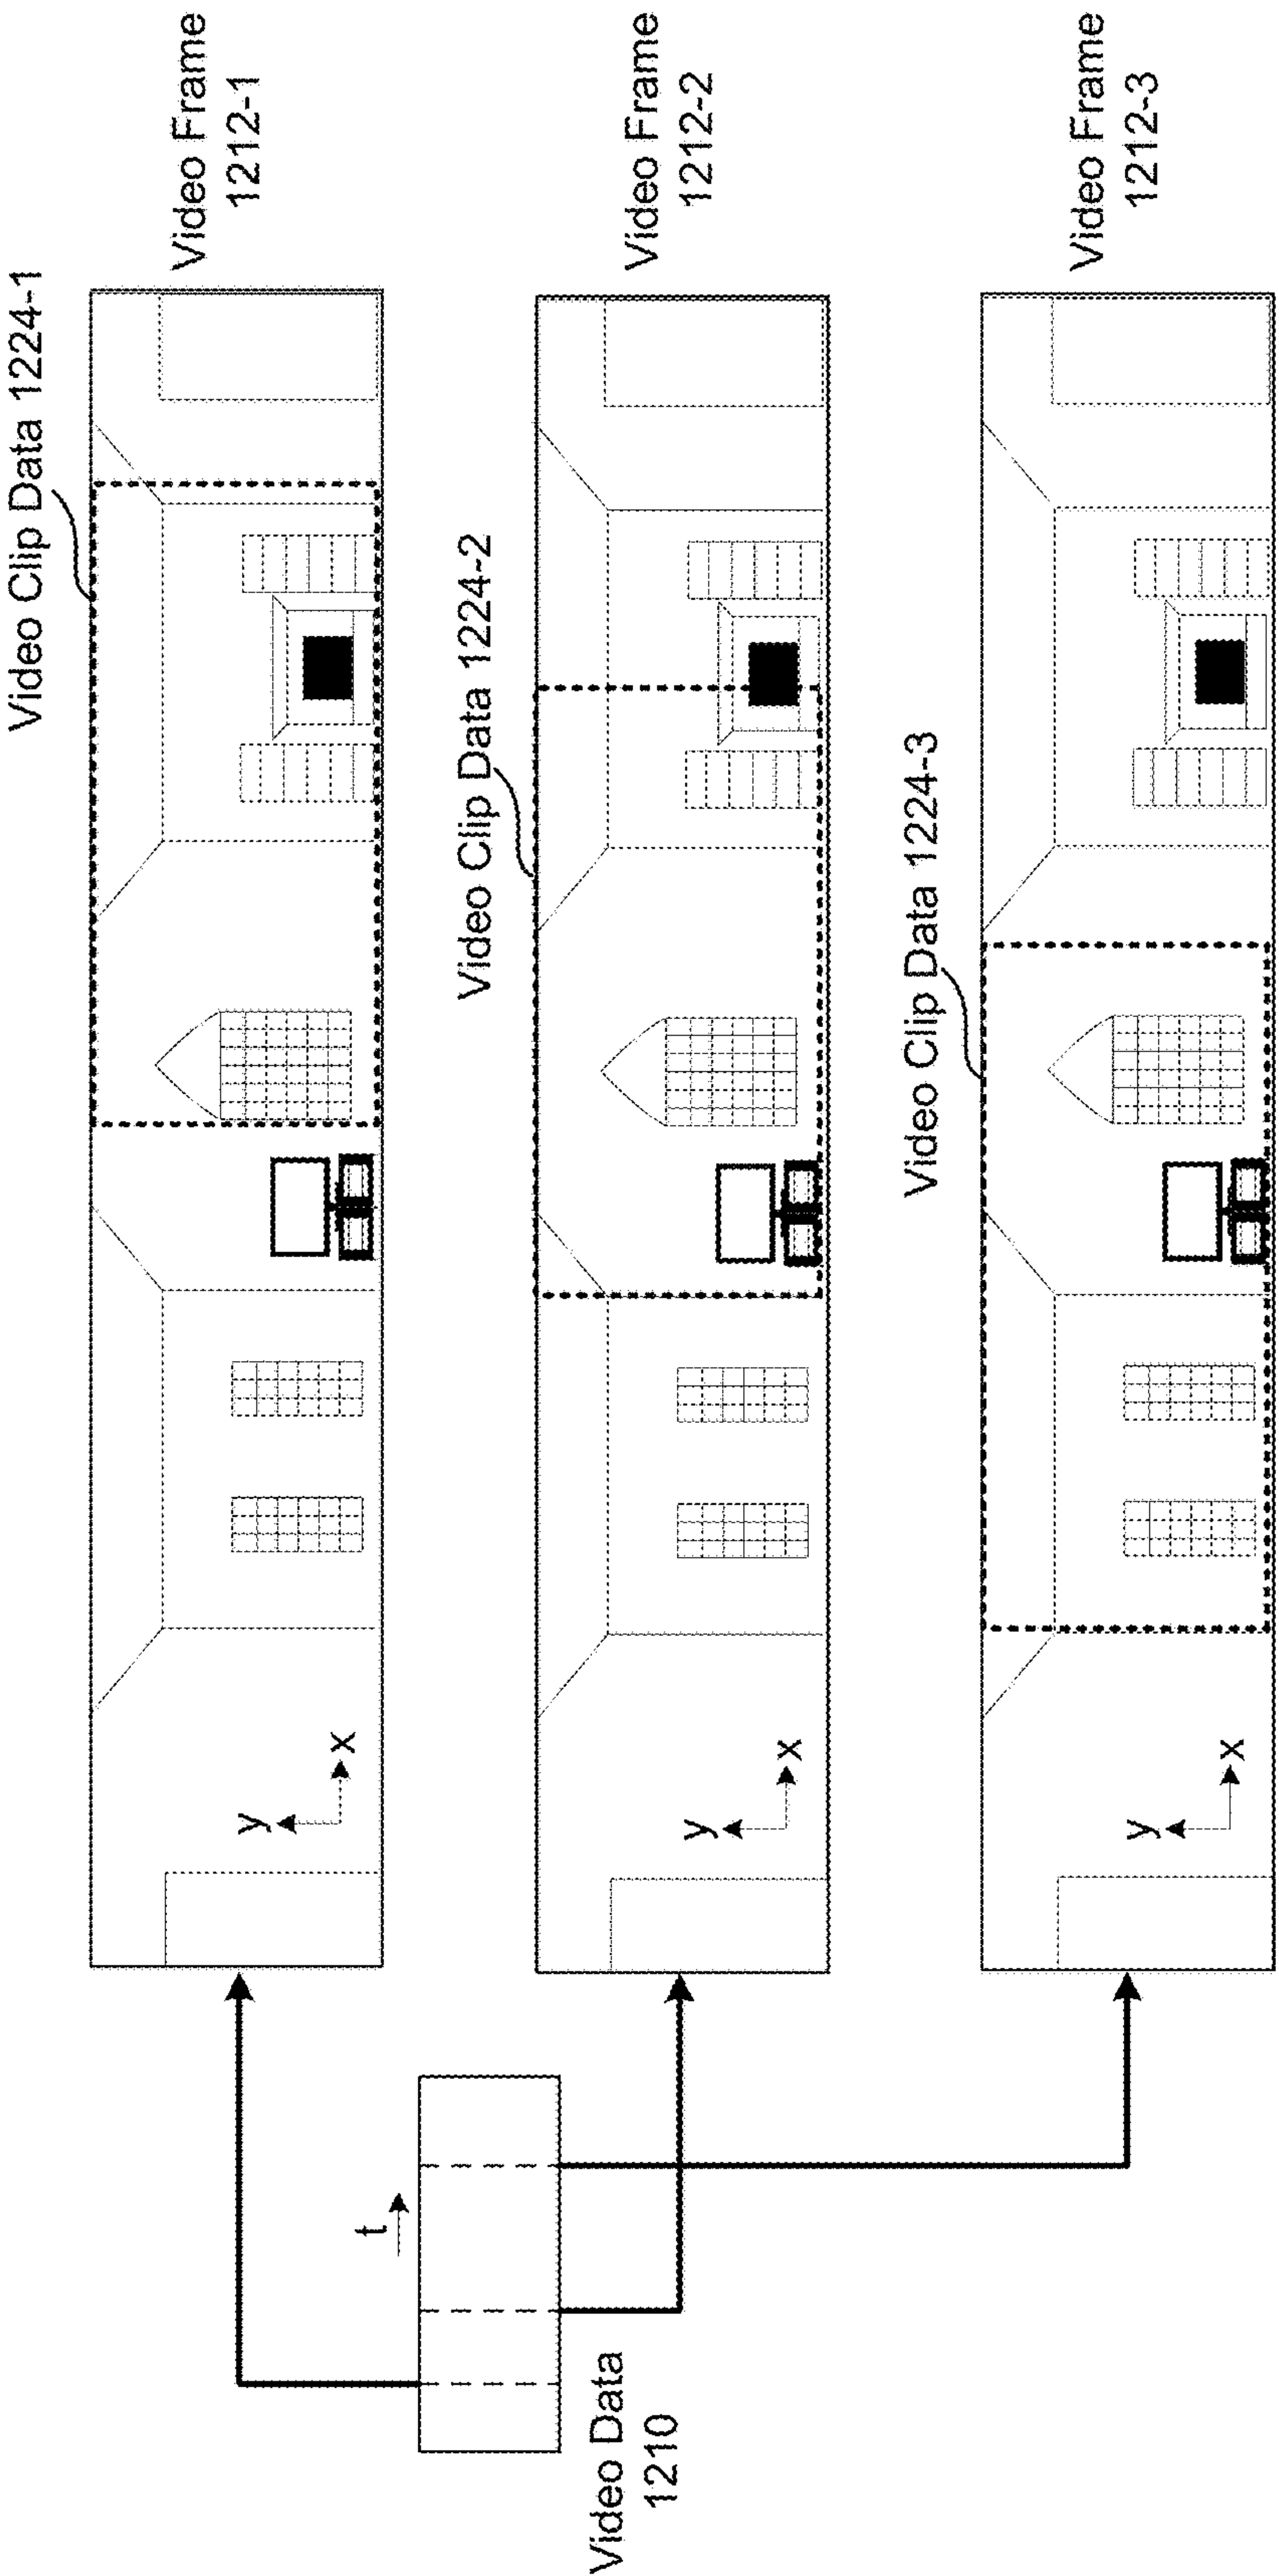 Video Clip Data 1224-1
Video Frame
1212-1
y
x
t
Video Data
1210
Video Clip Data 1224-2
Video Frame
1212-2
y
x
Video Clip Data 1224-3
Video Frame
1212-3
y
x